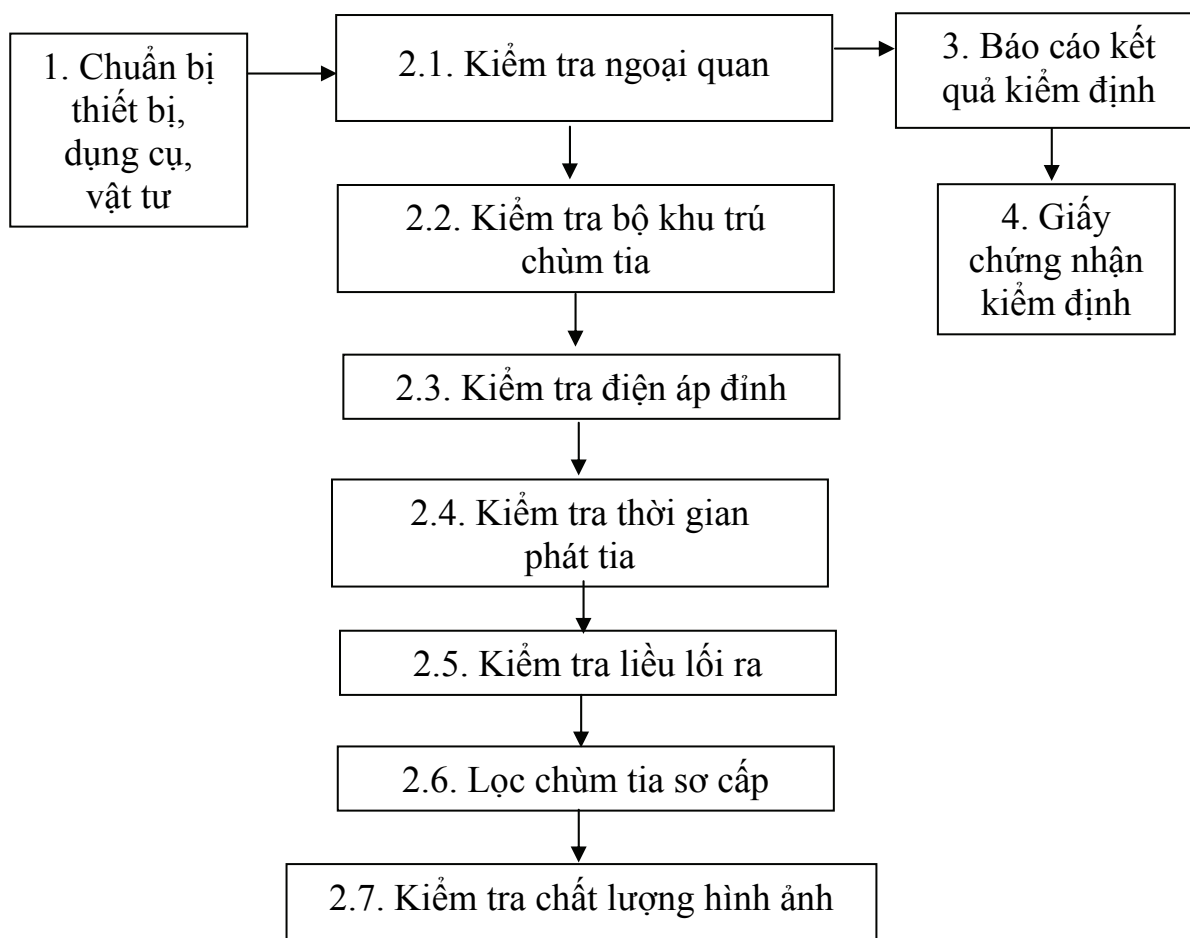 1. Chuẩn bị
thiết bị,
dụng cụ,
vật tư
2.1. Kiểm tra ngoại quan
2.2. Kiểm tra bộ khu trú
chùm tia
2.3. Kiểm tra điện áp đỉnh
2.4. Kiểm tra thời gian
phát tia
2.5. Kiểm tra liều lối ra
2.6. Lọc chùm tia sơ cấp
2.7. Kiểm tra chất lượng hình ảnh
3. Báo cáo kết
quả kiểm định
4. Giấy
chứng nhận
kiểm định